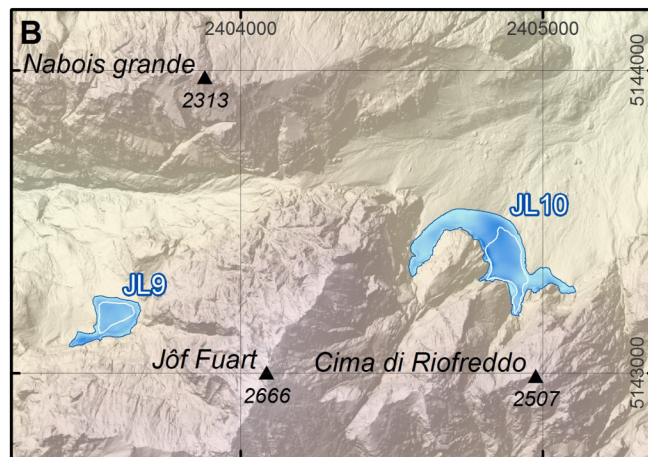 B
2404000
2405000
Nabois grande
2313
5144000
JL10
JL9
Jôf Fuart
2666
Cima di Riofreddo
2507
5143000